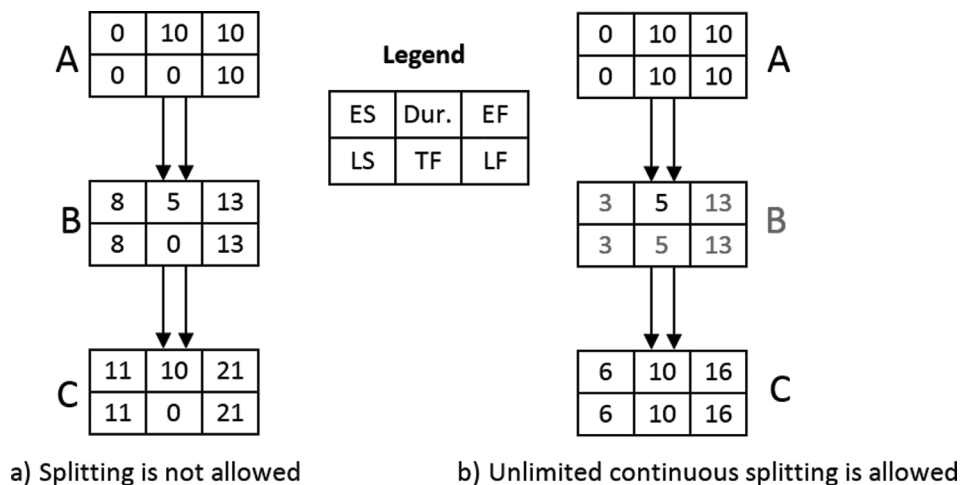 A
0 10 10
0 0 10
Legend
ES Dur. EF
LS TF LF
0 10 10
0 10 10
A
B
8 5 13
8 0 13
3 5 13
3 5 13
B
C
11 10 21
11 0 21
6 10 16
6 10 16
C
a) Splitting is not allowed
b) Unlimited continuous splitting is allowed